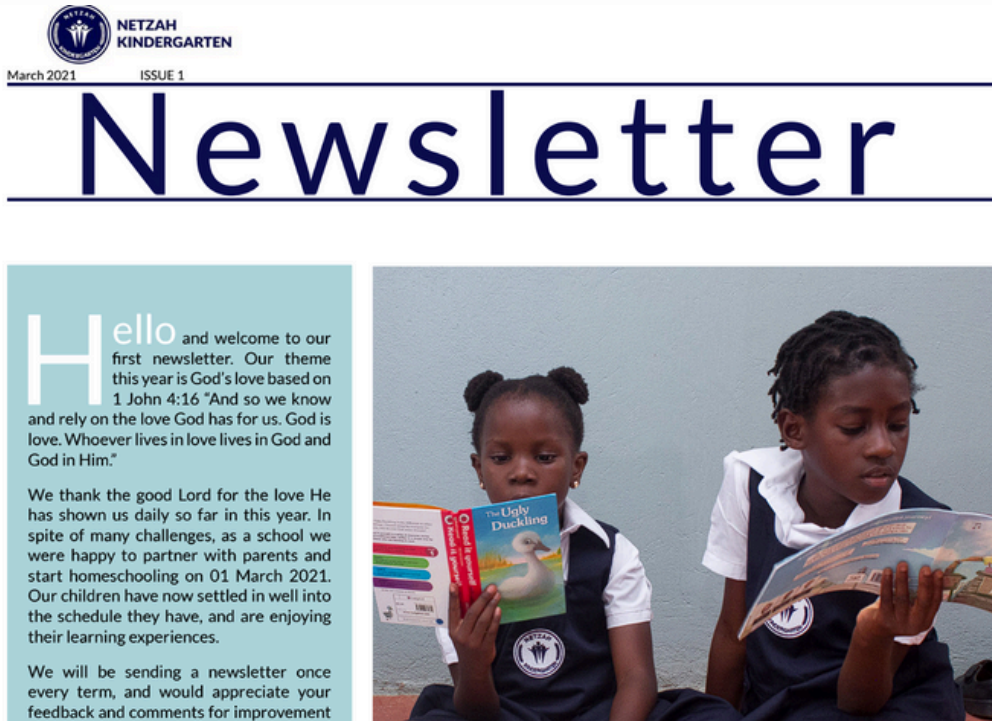 NETZAH
KINDERGARTEN
NETZAH
KINDERGARTEN
March 2021 ISSUE 1
Newsletter
Hello and welcome to our
first newsletter. Our theme
this year is God's love based on
1 John 4:16 “And so we know
and rely on the love God has for us. God is
love. Whoever lives in love lives in God and
God in Him.”
We thank the good Lord for the love He
has shown us daily so far in this year. In
spite of many challenges, as a school we
were happy to partner with parents and
start homeschooling on 01 March 2021.
Our children have now settled in well into
the schedule they have, and are enjoying
their learning experiences.
We will be sending a newsletter once
every term, and would appreciate your
feedback and comments for improvement
The Ugly
Duckling
Read it yourself
Read it yourself
NETZAH